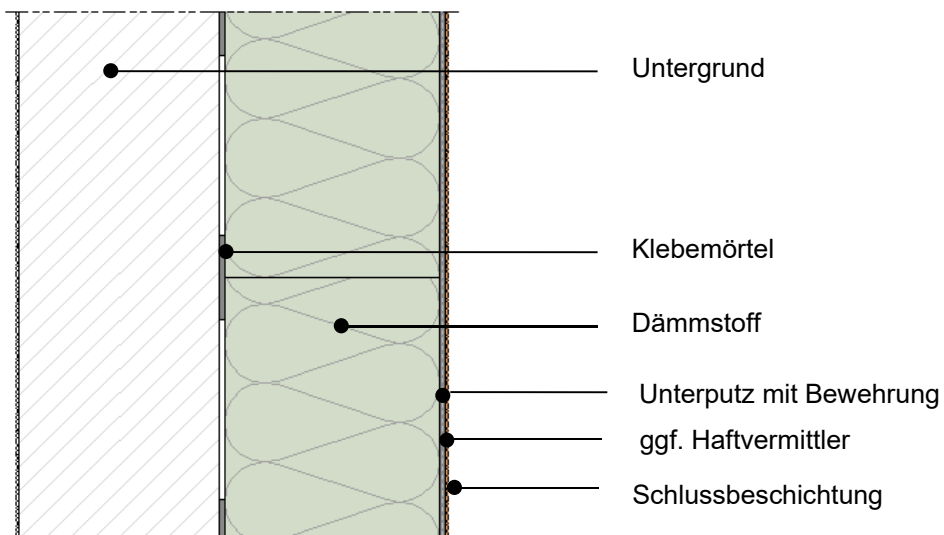 Untergrund
Klebemörtel
Dämmstoff
Unterputz mit Bewehrung
ggf. Haftvermittler
Schlussbeschichtung